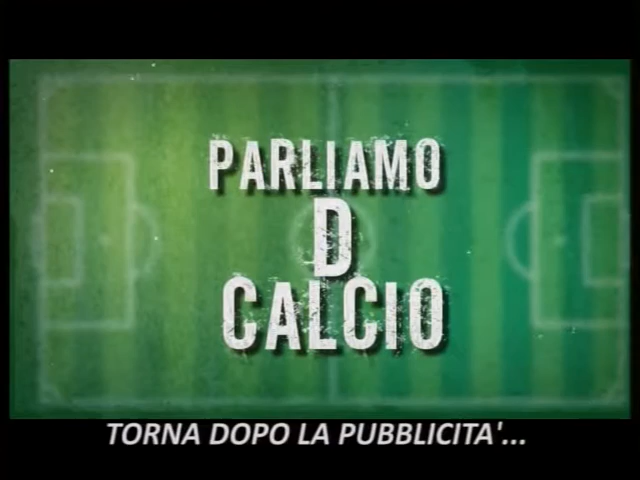 PARLIAMO
D
CALCIO
TORNA DOPO LA PUBBLICITA'...